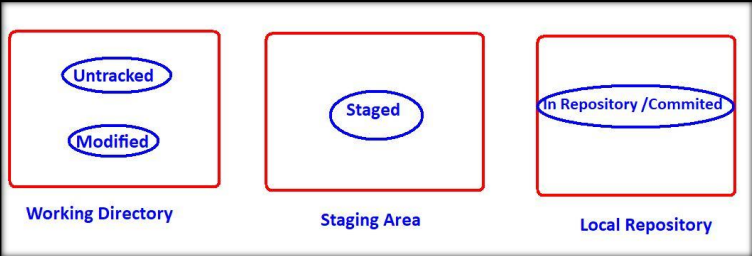 Untracked
Modified
Working Directory
Staged
Staging Area
In Repository /Commited
Local Repository